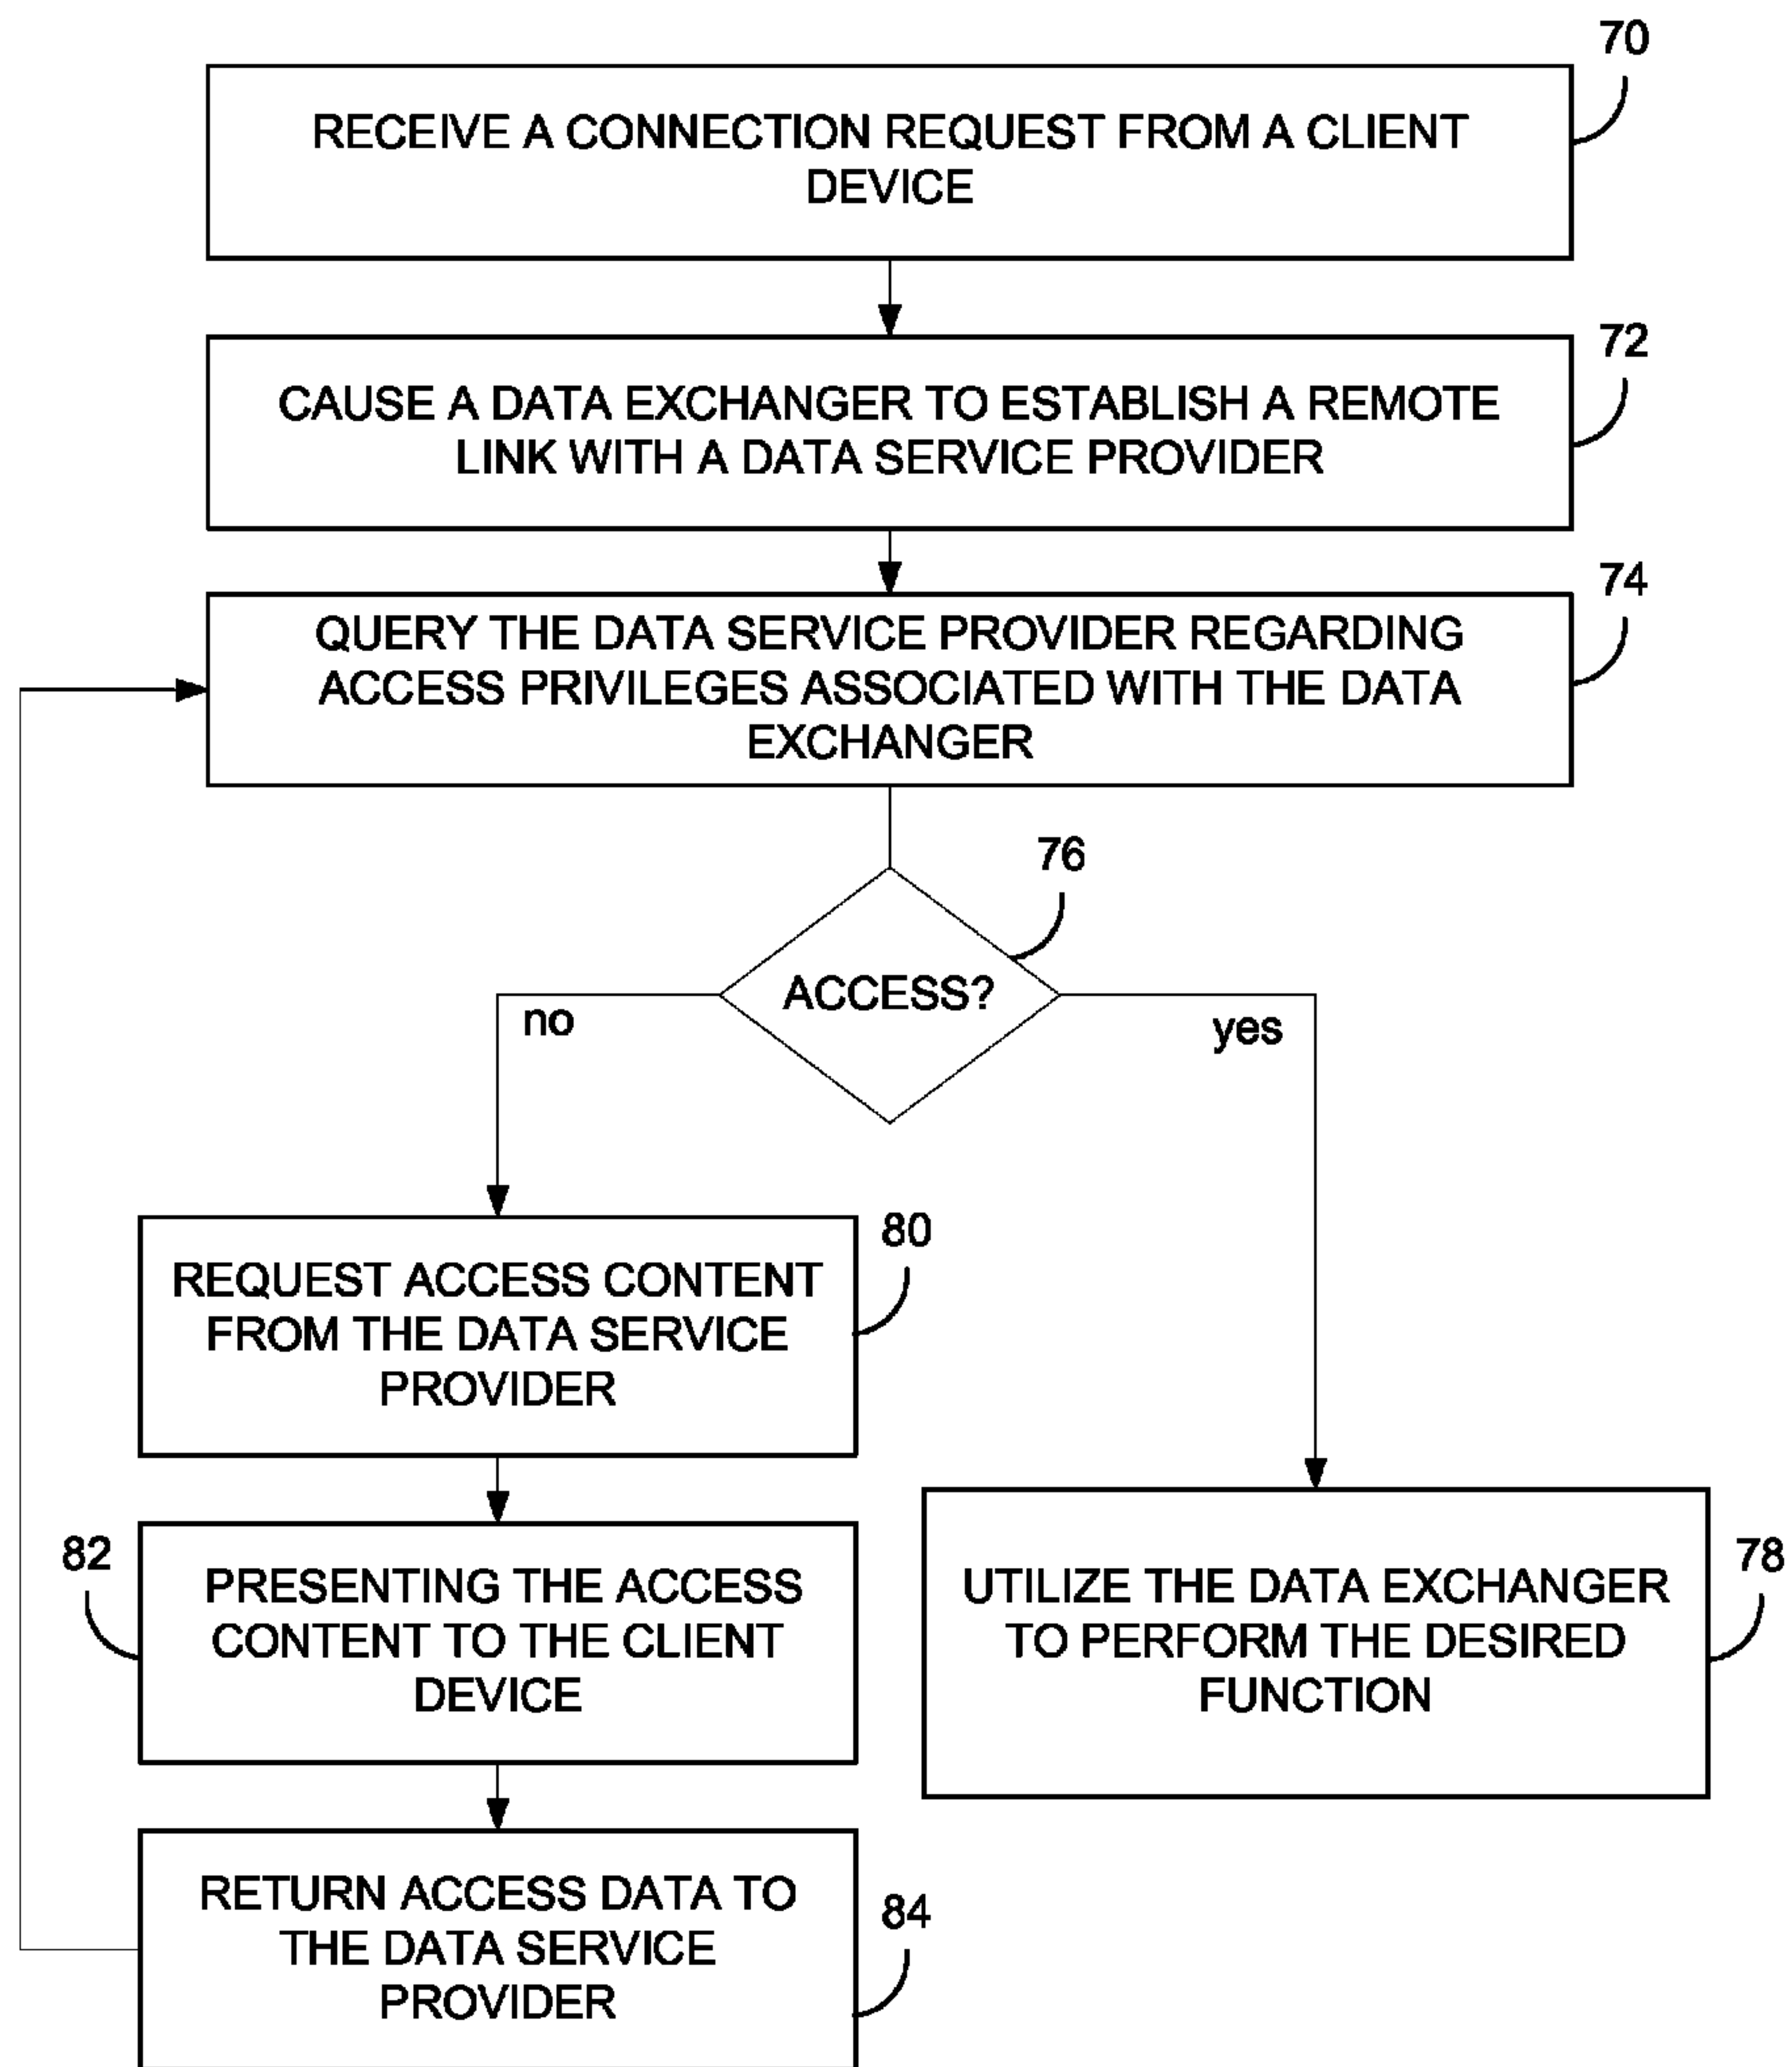 70
RECEIVE A CONNECTION REQUEST FROM A CLIENT
DEVICE
72
CAUSE A DATA EXCHANGER TO ESTABLISH A REMOTE
LINK WITH A DATA SERVICE PROVIDER
74
QUERY THE DATA SERVICE PROVIDER REGARDING
ACCESS PRIVILEGES ASSOCIATED WITH THE DATA
EXCHANGER
76
ACCESS?
no
yes
80
REQUEST ACCESS CONTENT
FROM THE DATA SERVICE
PROVIDER
82
PRESENTING THE ACCESS
CONTENT TO THE CLIENT
DEVICE
78
UTILIZE THE DATA EXCHANGER
TO PERFORM THE DESIRED
FUNCTION
84
RETURN ACCESS DATA TO
THE DATA SERVICE
PROVIDER